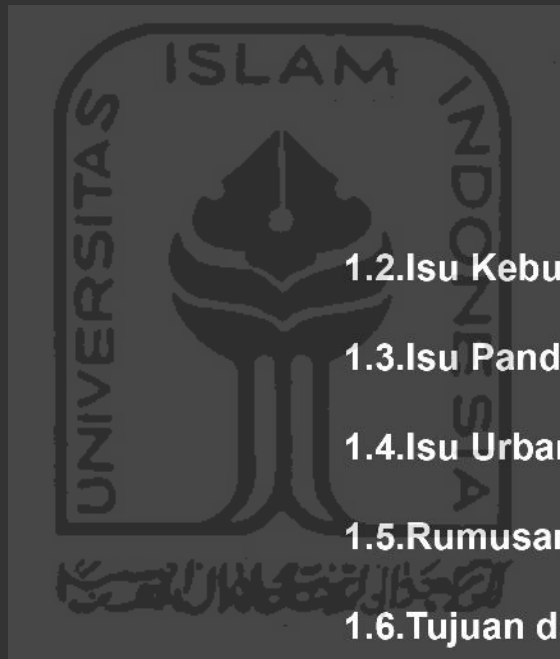 ISLAM
UNIVERSITAS
INDONESIA
1.2.Isu Kebu
1.3.Isu Pand
1.4.Isu Urban
1.5.Rumusan
1.6.Tujuan d